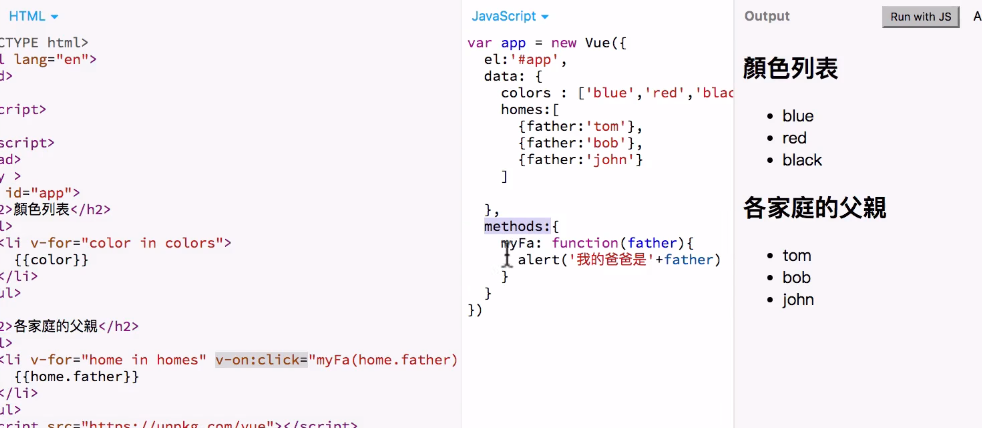 HTML
CTYPE html>
l lang="en">
d>
cript>
script>
ad>
y >
id="app">
2>顏色列表</h2>
l>
<li v-for="color in colors">
{{color}}
</li>
ul>
2>各家庭的父親</h2>
l>
<li v-for="home in homes" v-on:click="myFa(home.father)
{{home.father}}
</li>
ul>
cript src="https://unpkg.com/vue"></script>
JavaScript
var app = new Vue({
el:'#app',
data: {
colors : ['blue','red','blac
homes:[
{father:'tom'},
{father:'bob'},
{father:'john'}
]
},
methods:{
myFa: function(father){
alert('我的爸爸是'+father)
}
}
})
Output
Run with JS
A
顏色列表
• blue
• red
• black
各家庭的父親
• tom
• bob
• john